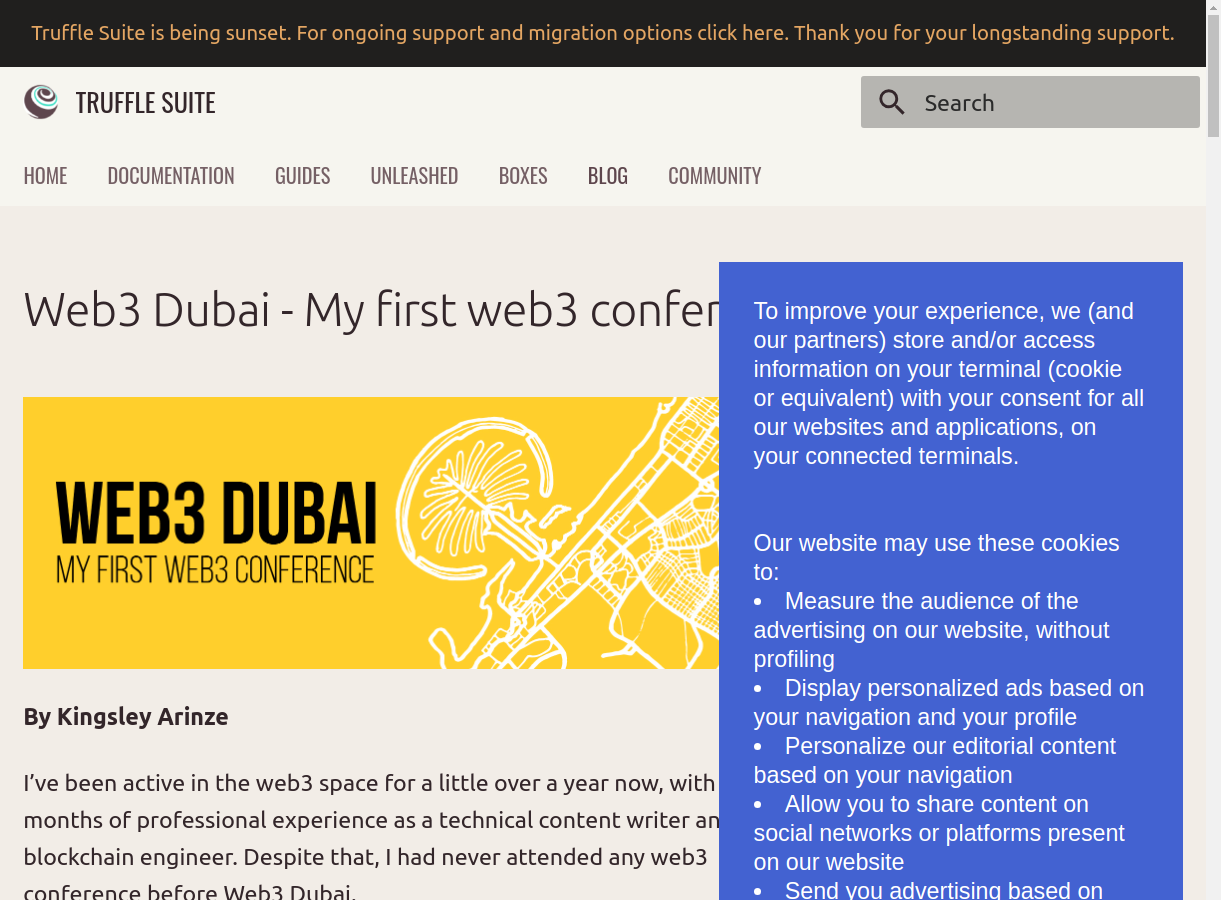 Truffle Suite is being sunset. For ongoing support and migration options click here. Thank you for your longstanding support.
TRUFFLE SUITE
Search
HOME
DOCUMENTATION
GUIDES
UNLEASHED
BOXES
BLOG
COMMUNITY
Web3 Dubai - My first web3
WEB3 DUBAI
MY FIRST WEB3 CONFERENCE
By Kingsley Arinze
I’ve been active in the web3 space for a little over a year now, with
months of professional experience as a technical content writer
blockchain engineer. Despite that, I had never attended any web3
conference before Web3 Dubai.
To improve your experience, we (and
our partners) store and/or access
information on your terminal (cookie
or equivalent) with your consent for all
our websites and applications, on
your connected terminals.
Our website may use these cookies
to:
• Measure the audience of the
advertising on our website, without
profiling
• Display personalized ads based on
your navigation and your profile
• Personalize our editorial content
based on your navigation
• Allow you to share content on
social networks or platforms present
on our website
• Send you advertising based on